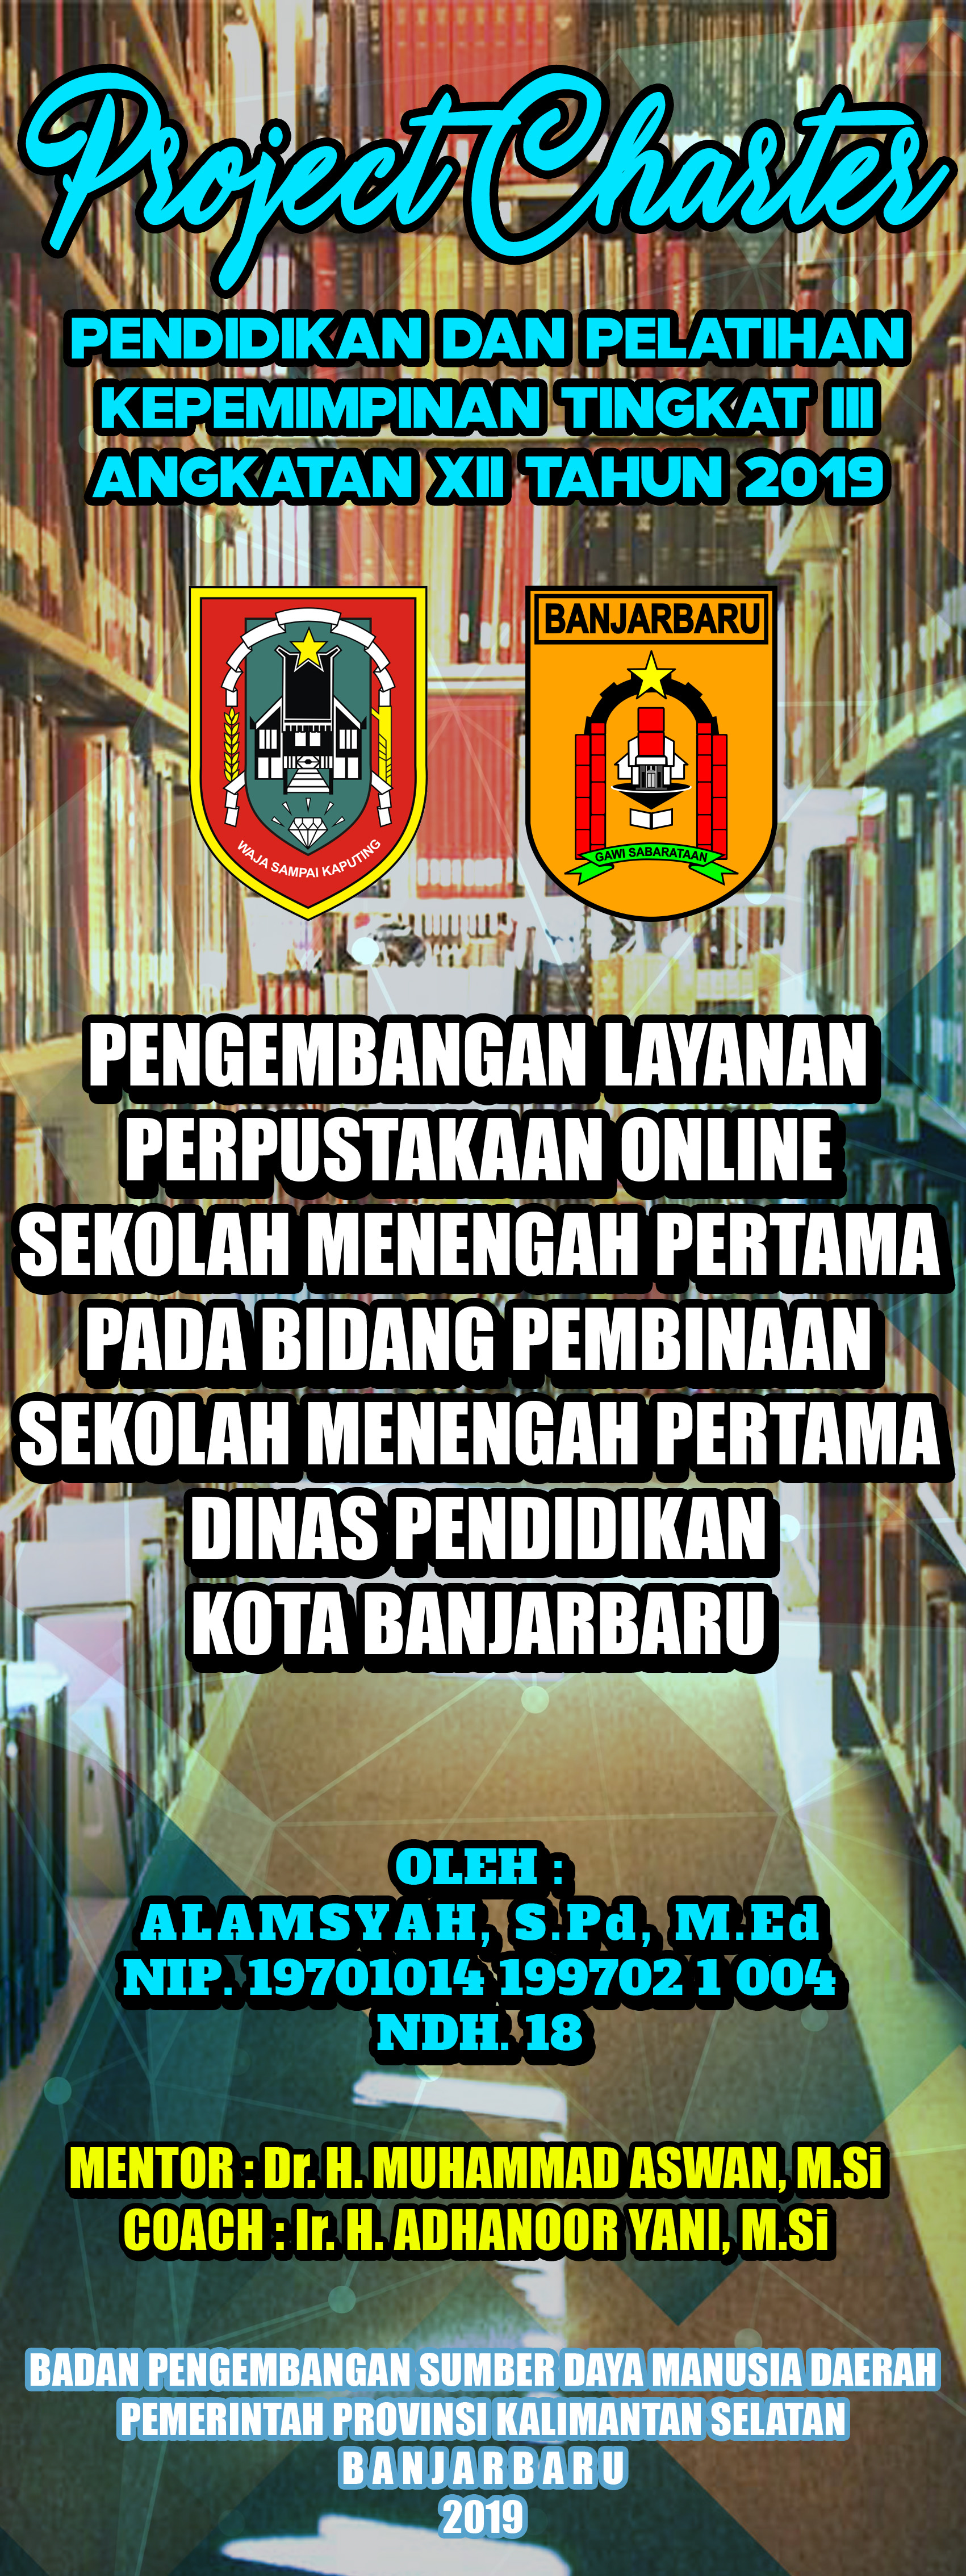 Project Charter
PENDIDIKAN DAN PELATIHAN
KEPEMIMPINAN TINGKAT III
ANGKATAN XII TAHUN 2019
WAJA SAMPAI KAPUTING
BANJARBARU
GAWI SABARATAAN
PENGEMBANGAN LAYANAN
PERPUSTAKAAN ONLINE
SEKOLAH MENENGAH PERTAMA
PADA BIDANG PEMBINAAN
SEKOLAH MENENGAH PERTAMA
DINAS PENDIDIKAN
KOTA BANJARBARU
OLEH :
ALAMSYAH, S.Pd, M.Ed
NIP. 19701014 199702 1 004
NDH. 18
MENTOR : Dr. H. MUHAMMAD ASWAN, M.Si
COACH : Ir. H. ADHANOOR YANI, M.Si
BADAN PENGEMBANGAN SUMBER DAYA MANUSIA DAERAH
PEMERINTAH PROVINSI KALIMANTAN SELATAN
BANJARBARU
2019